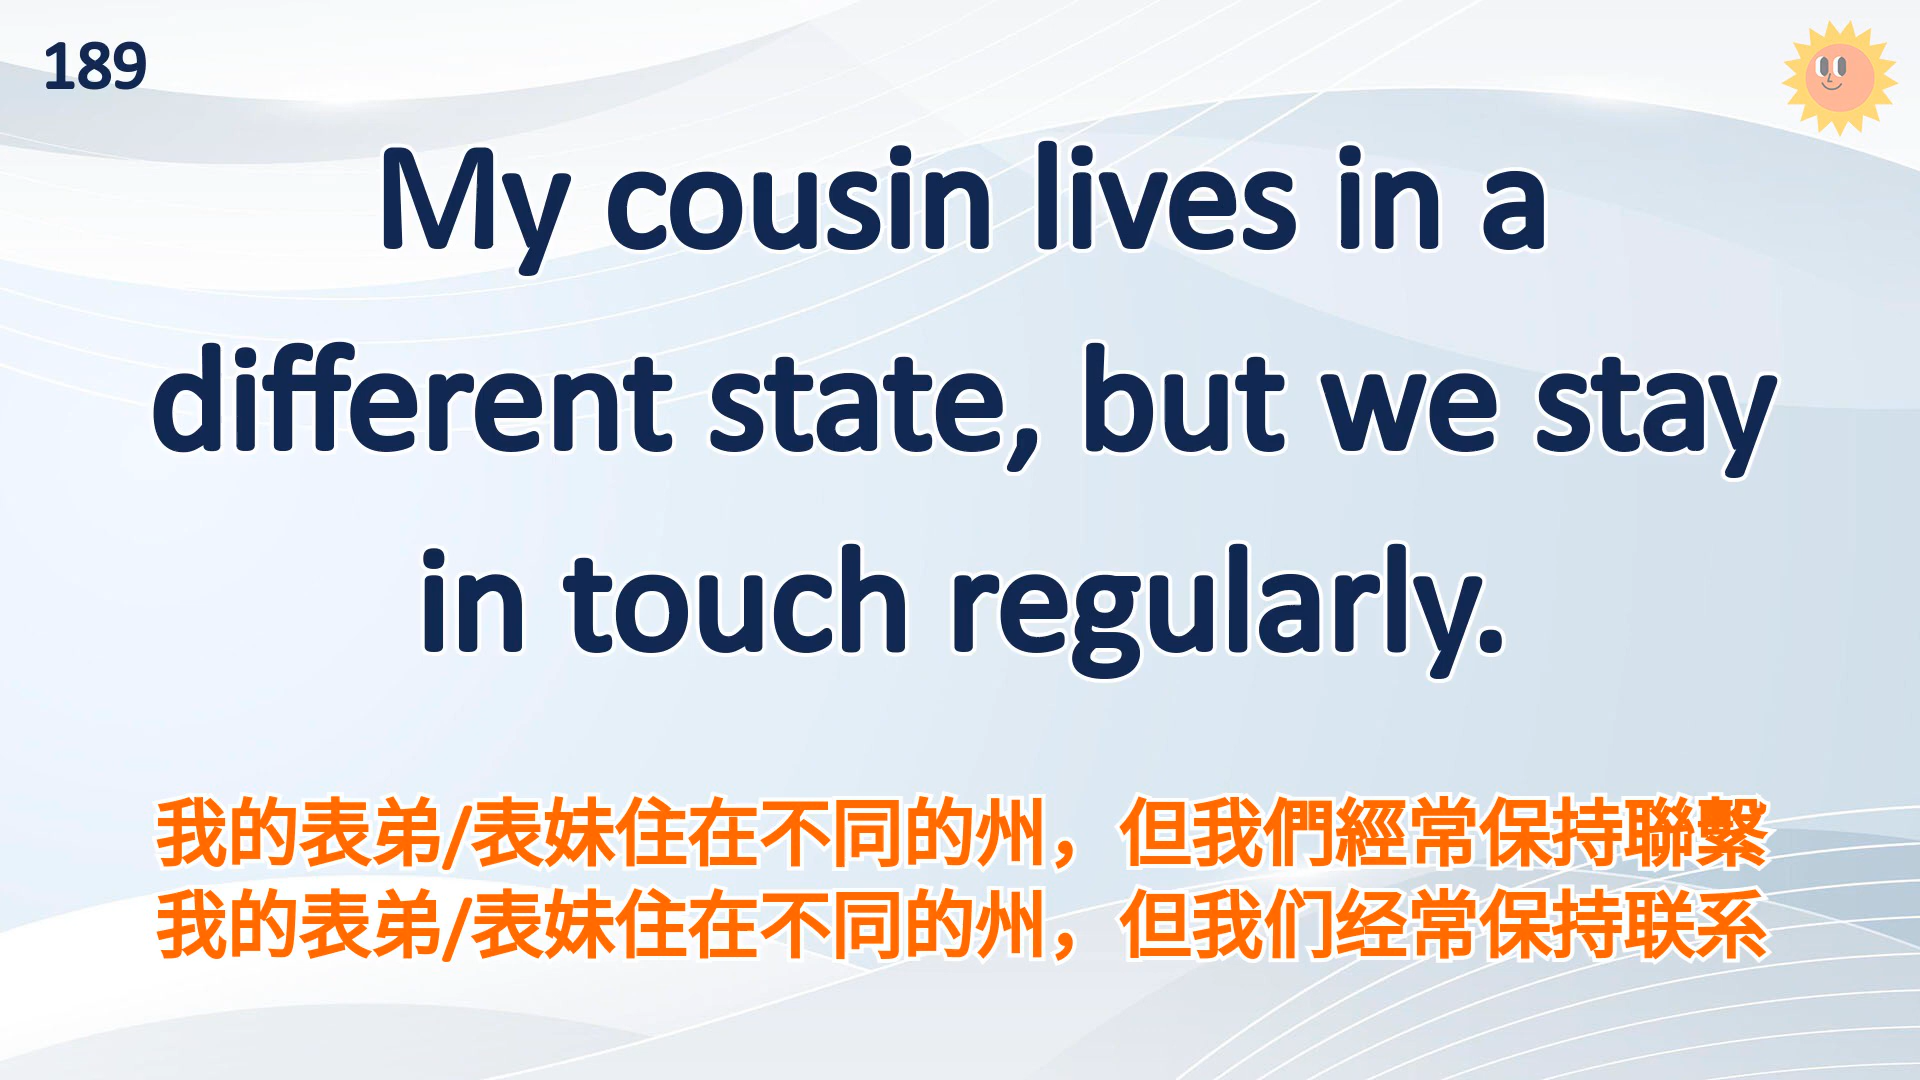 189
My cousin lives in a
different state, but we stay
in touch regularly.
我的表弟/表妹住在不同的州，但我們經常保持聯繫
我的表弟/表妹住在不同的州，但我们经常保持联系